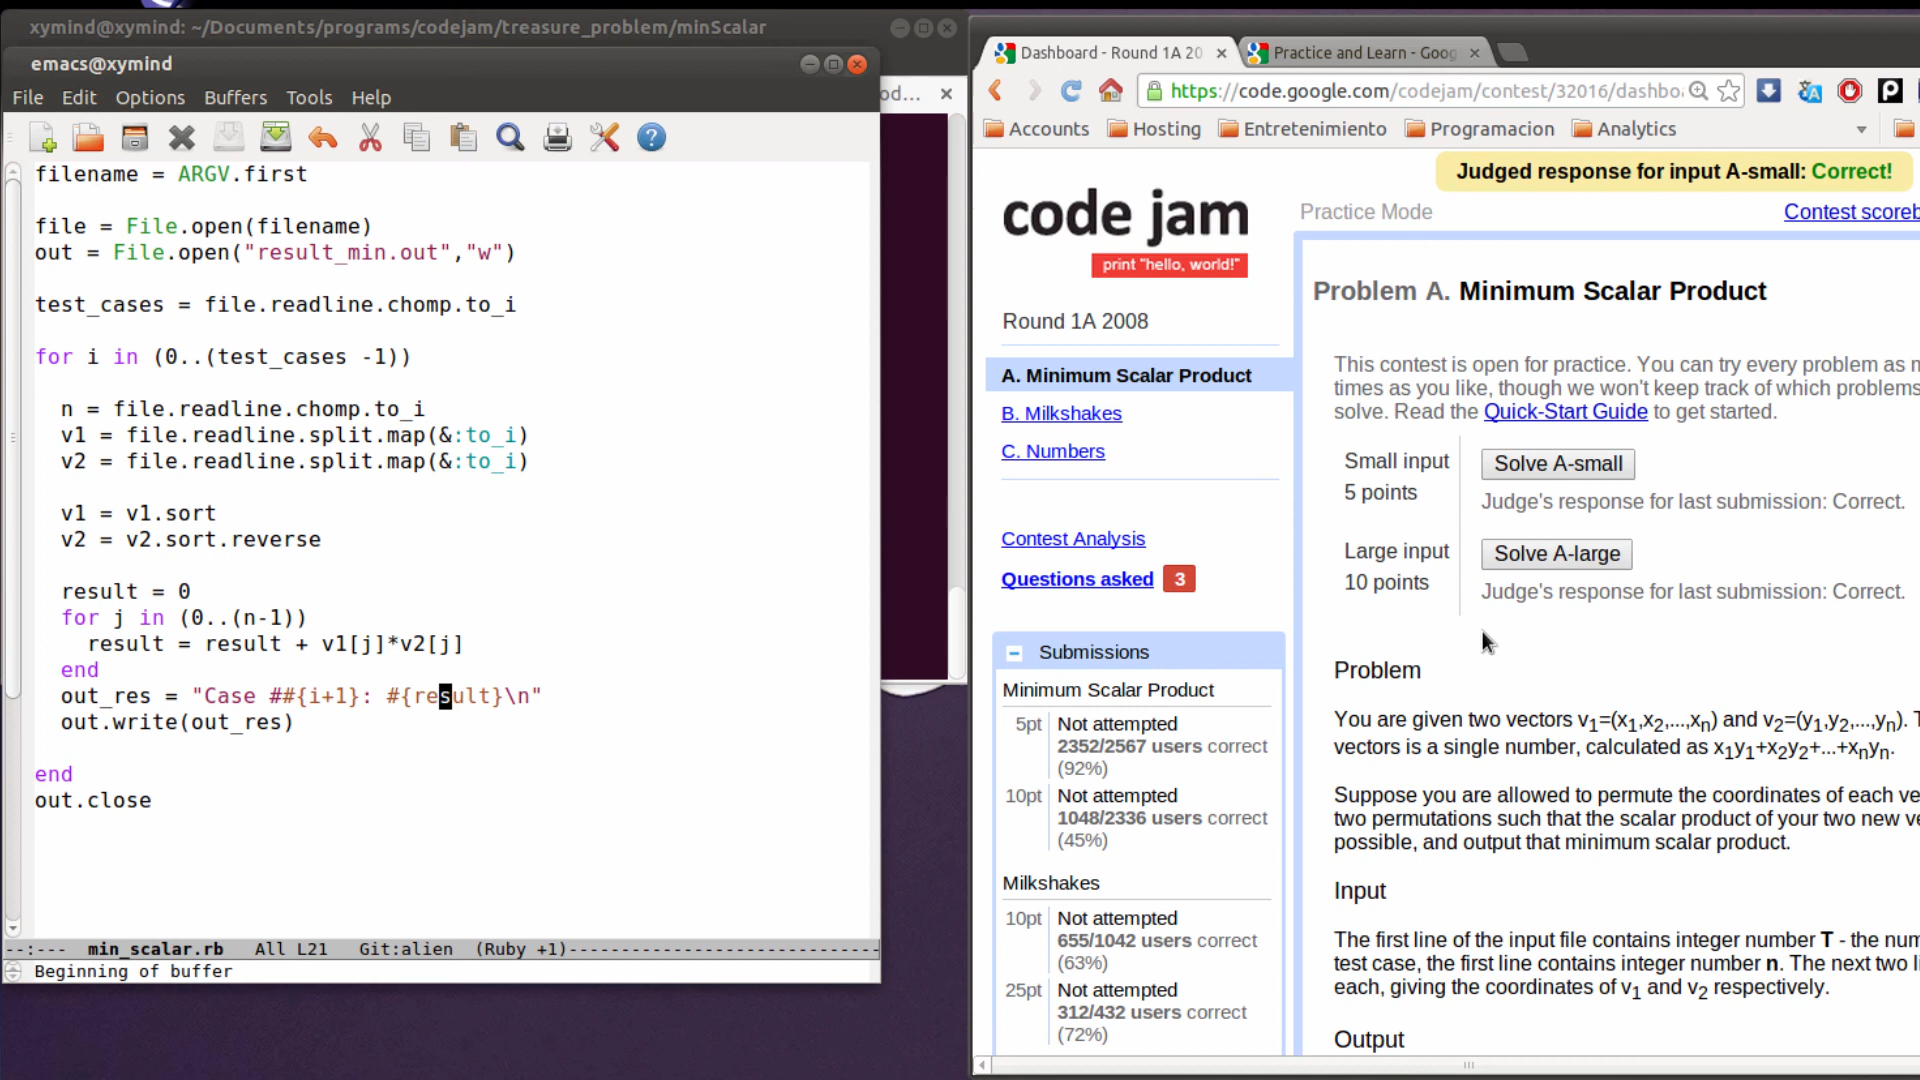 xymind@xymind: ~/Documents/programs/codejam/treasure_problem/minScalar
emacs@xymind
File Edit Options Buffers Tools Help
filename = ARGV.first
file = File.open(filename)
out = File.open("result_min.out","w")
test_cases = file.readline.chomp.to_i
for i in (0..(test_cases -1))
n = file.readline.chomp.to_i
v1 = file.readline.split.map(&:to_i)
v2 = file.readline.split.map(&:to_i)
v1 = v1.sort
v2 = v2.sort.reverse
result = 0
for j in (0..(n-1))
result = result + v1[j]*v2[j]
end
out_res = "Case ##{i+1}: #{result}\n"
out.write(out_res)
end
out.close
--:--- min_scalar.rb All L21 Git:alien (Ruby +1)--------------------------
Beginning of buffer
od...
Dashboard - Round 1A 20
Practice and Learn - Goog
https://code.google.com/codejam/contest/32016/dashbo
Accounts Hosting Entretenimiento Programacion Analytics
Judged response for input A-small: Correct!
code jam
print "hello, world!"
Practice Mode
Contest scoreb
Round 1A 2008
A. Minimum Scalar Product
B. Milkshakes
C. Numbers
Contest Analysis
Questions asked 3
Submissions
Minimum Scalar Product
5pt Not attempted
2352/2567 users correct
(92%)
10pt Not attempted
1048/2336 users correct
(45%)
Milkshakes
10pt Not attempted
655/1042 users correct
(63%)
25pt Not attempted
312/432 users correct
(72%)
Problem A. Minimum Scalar Product
This contest is open for practice. You can try every problem as m
times as you like, though we won't keep track of which problems
solve. Read the Quick-Start Guide to get started.
Small input
5 points
Solve A-small
Judge's response for last submission: Correct.
Large input
10 points
Solve A-large
Judge's response for last submission: Correct.
Problem
You are given two vectors v1=(x1,x2,...,xn) and v2=(y1,y2,...,yn). T
vectors is a single number, calculated as x1y1+x2y2+...+xnyn.
Suppose you are allowed to permute the coordinates of each ve
two permutations such that the scalar product of your two new ve
possible, and output that minimum scalar product.
Input
The first line of the input file contains integer number T - the num
test case, the first line contains integer number n. The next two li
each, giving the coordinates of v1 and v2 respectively.
Output